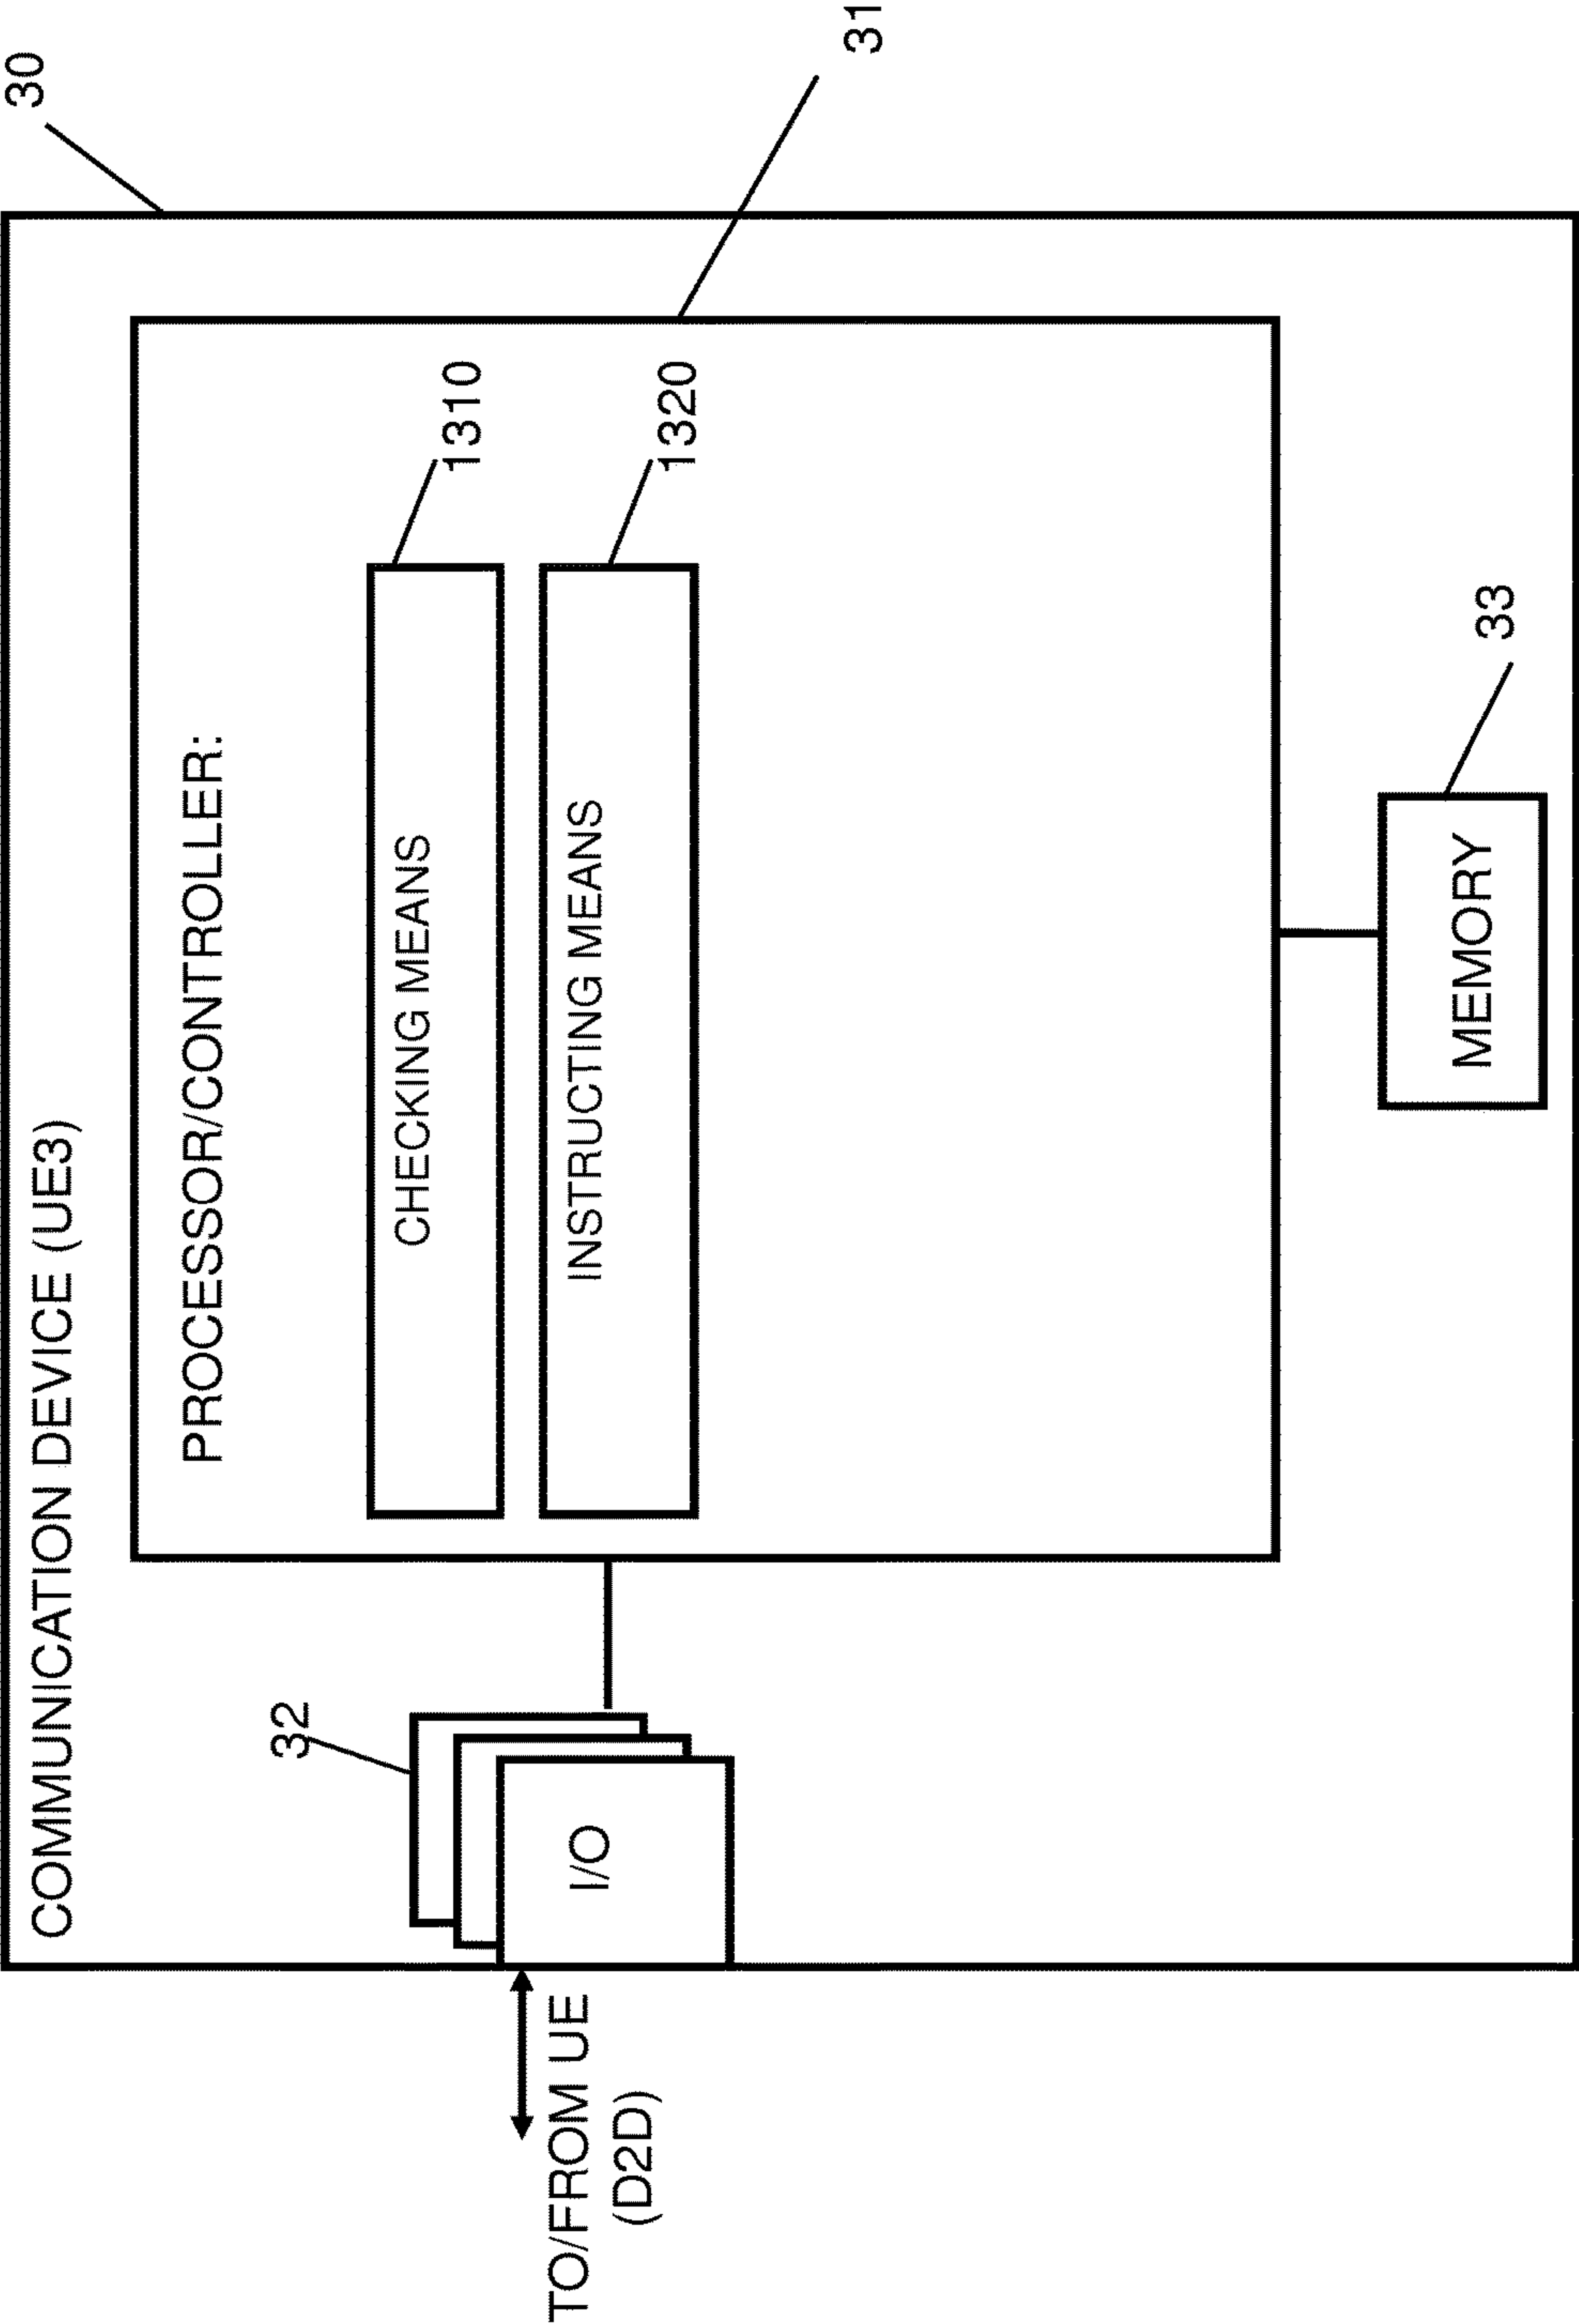 30
COMMUNICATION DEVICE (UE3)
PROCESSOR/CONTROLLER:
32
1310
CHECKING MEANS
TO/FROM UE
(D2D)
I/O
INSTRUCTING MEANS
1320
31
MEMORY
33